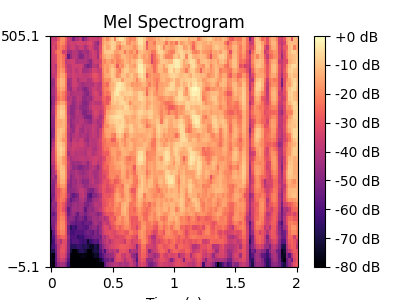 Mel Spectrogram
505.1
−5.1
0
0.5
1
1.5
2
+0 dB
-10 dB
-20 dB
-30 dB
-40 dB
-50 dB
-60 dB
-70 dB
-80 dB